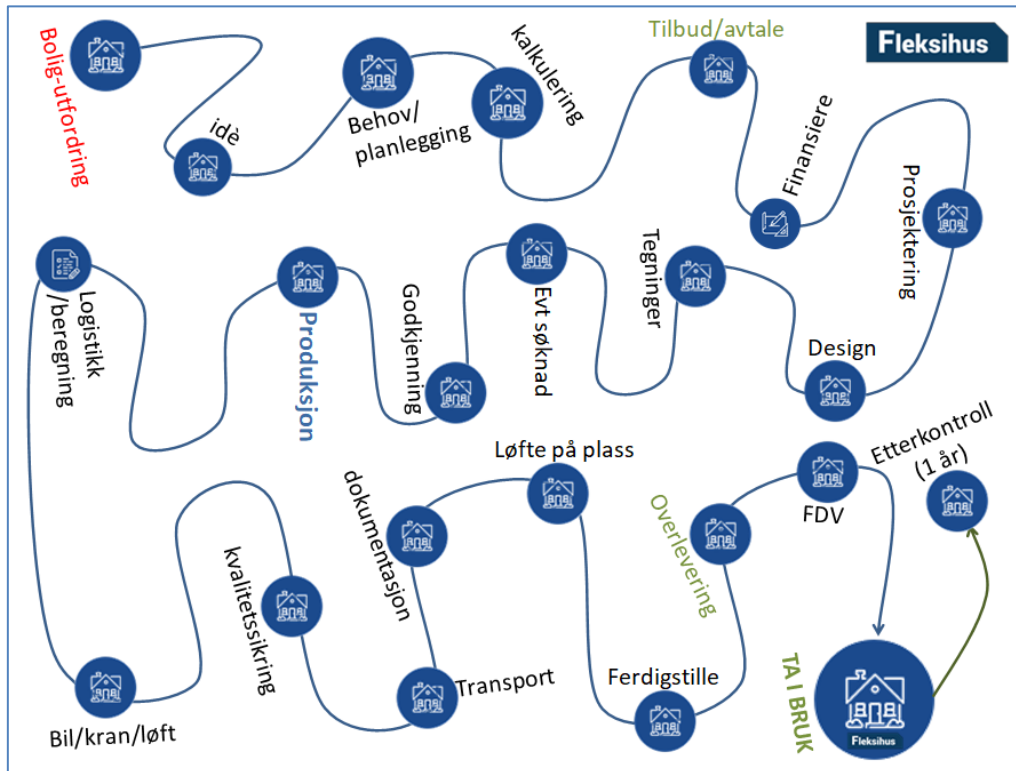 Bolig-utfordring
idè
Behov/
planlegging
kalkulering
Tilbud/avtale
Fleksihus
Finansiere
Prosjektering
Design
Tegninger
Evt søknad
Godkjenning
Produksjon
Logistikk
/beregning
Bil/kran/løft
kvalitetssikring
Transport
dokumentasjon
Løfte på plass
Ferdigstille
Overlevering
FDV
TA I BRUK
Fleksihus
Etterkontroll
(1 år)